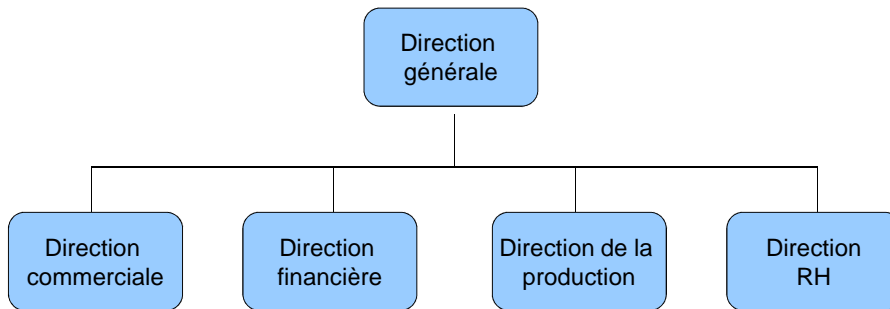 Direction
générale
Direction
commerciale
Direction
financière
Direction de la
production
Direction
RH